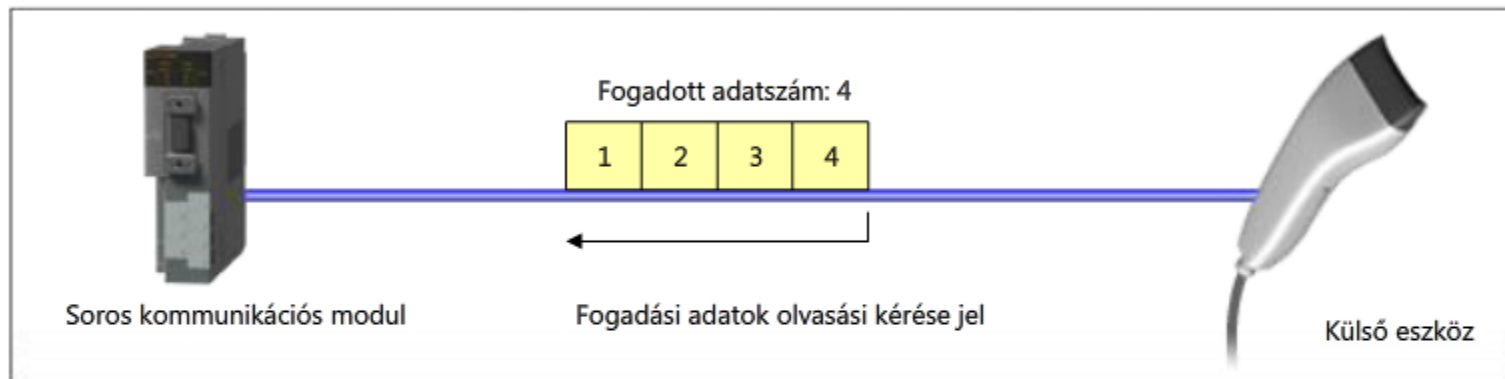 Fogadott adatszám: 4
1 2 3 4
Soros kommunikációs modul
Fogadási adatok olvasási kérése jel
Külső eszköz